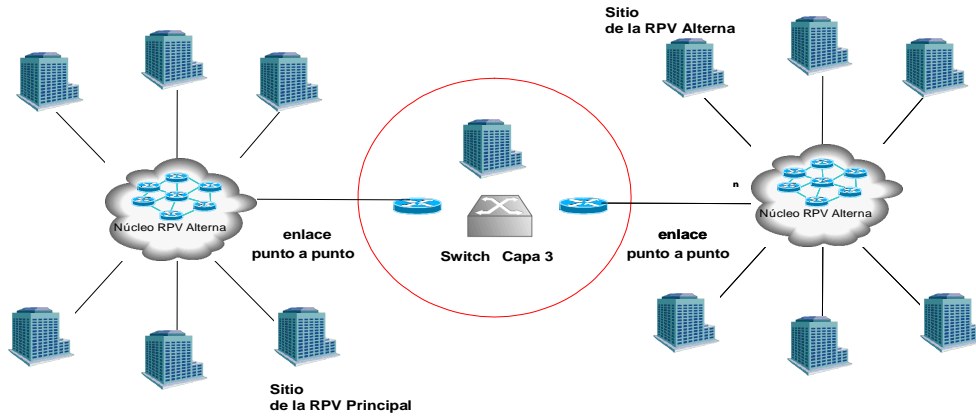 Sitio
de la RPV Alterna
Núcleo RPV Alterna
enlace
punto a punto
Switch Capa 3
n
enlace
punto a punto
Núcleo RPV Alterna
Sitio
de la RPV Principal